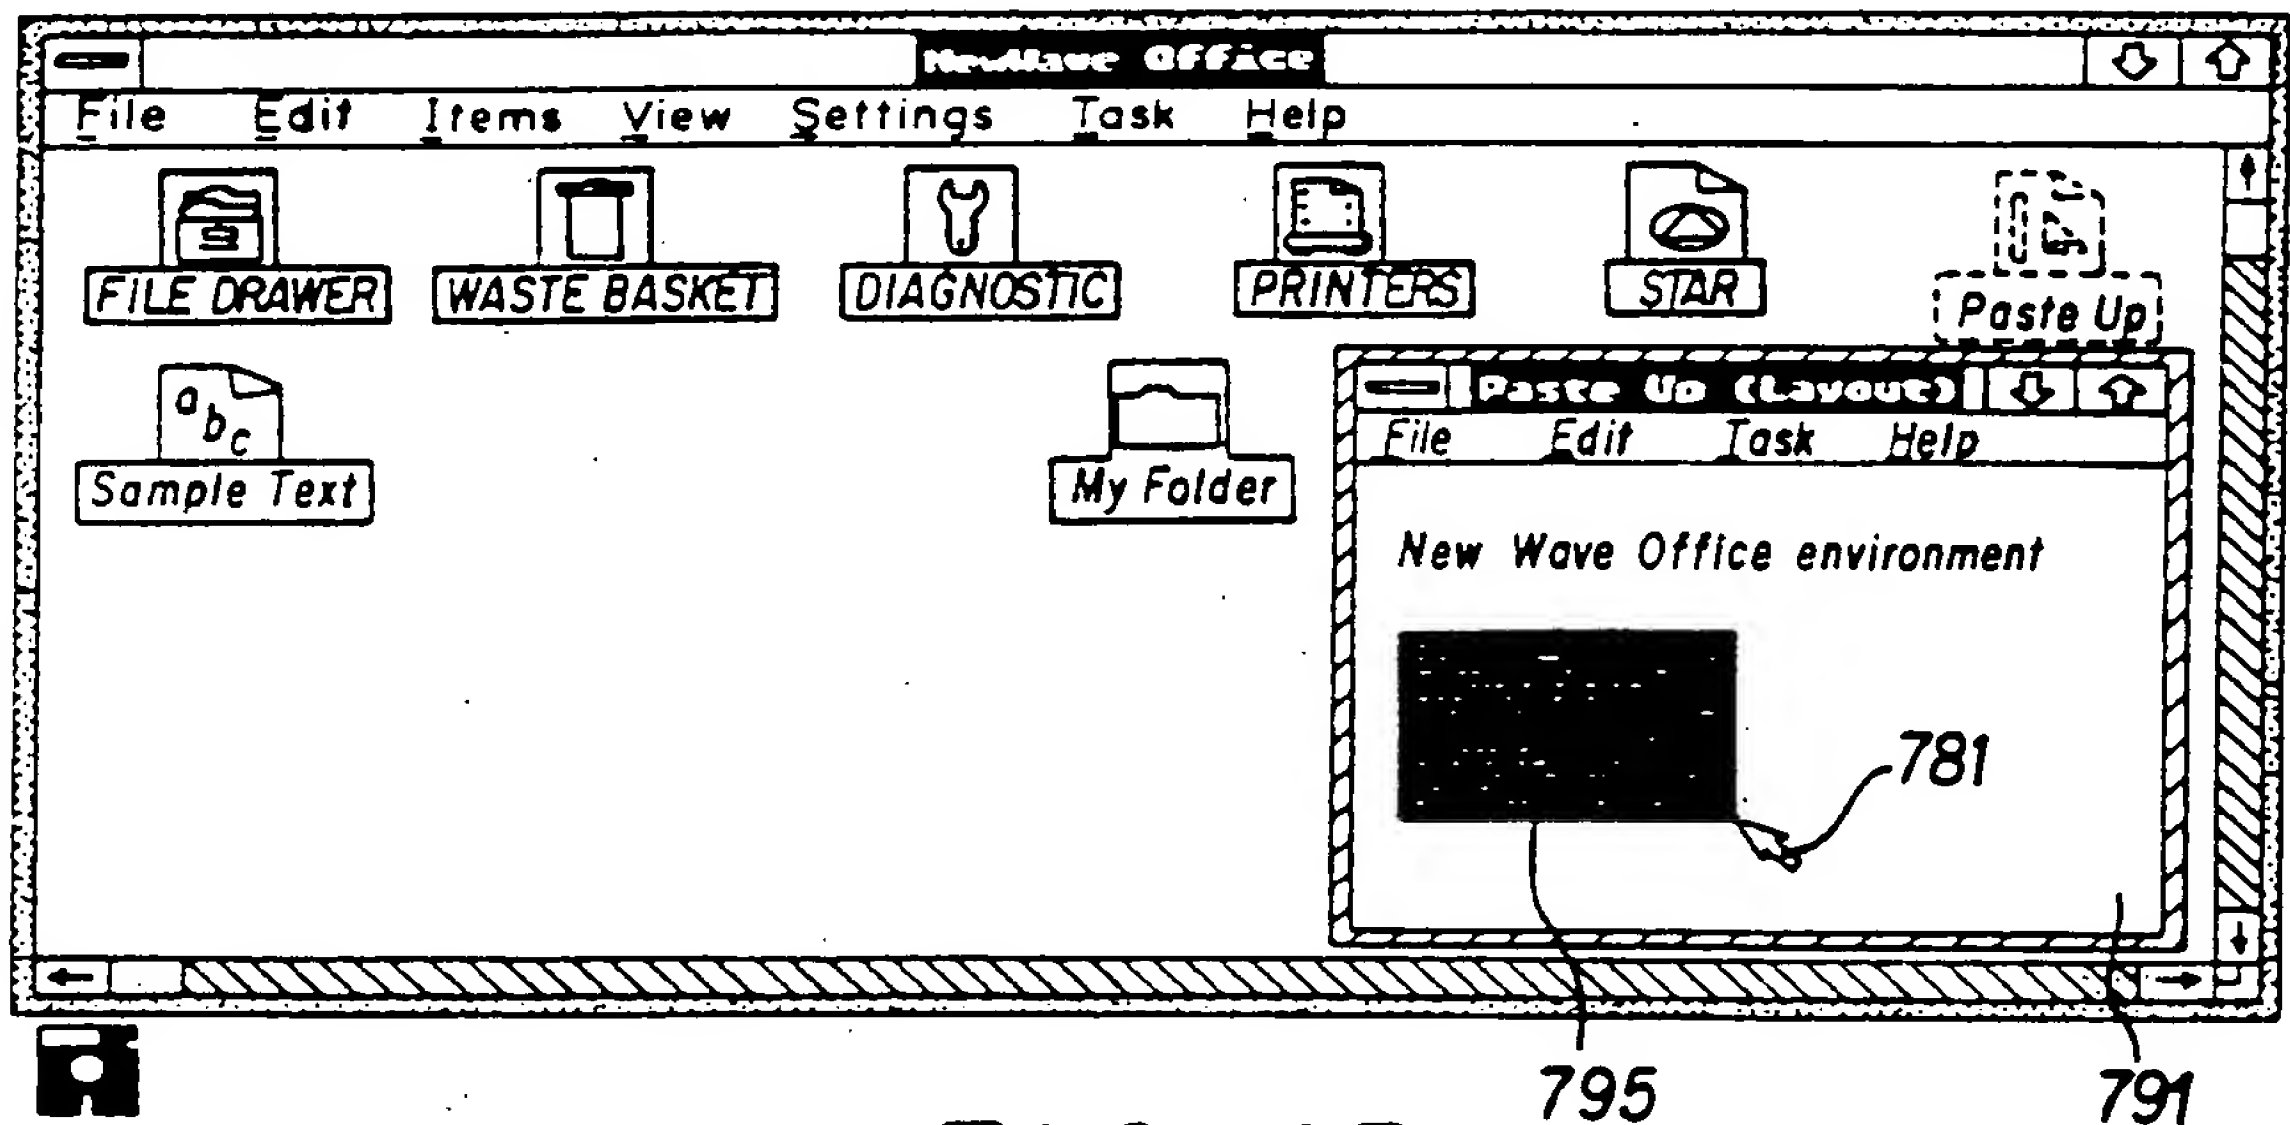 NewWave Office
File Edit Items View Settings Task Help
FILE DRAWER WASTE BASKET DIAGNOSTIC PRINTERS STAR Paste Up
Paste Up (Layout)
File Edit Task Help
abc
Sample Text My Folder
New Wave Office environment
781
795 791